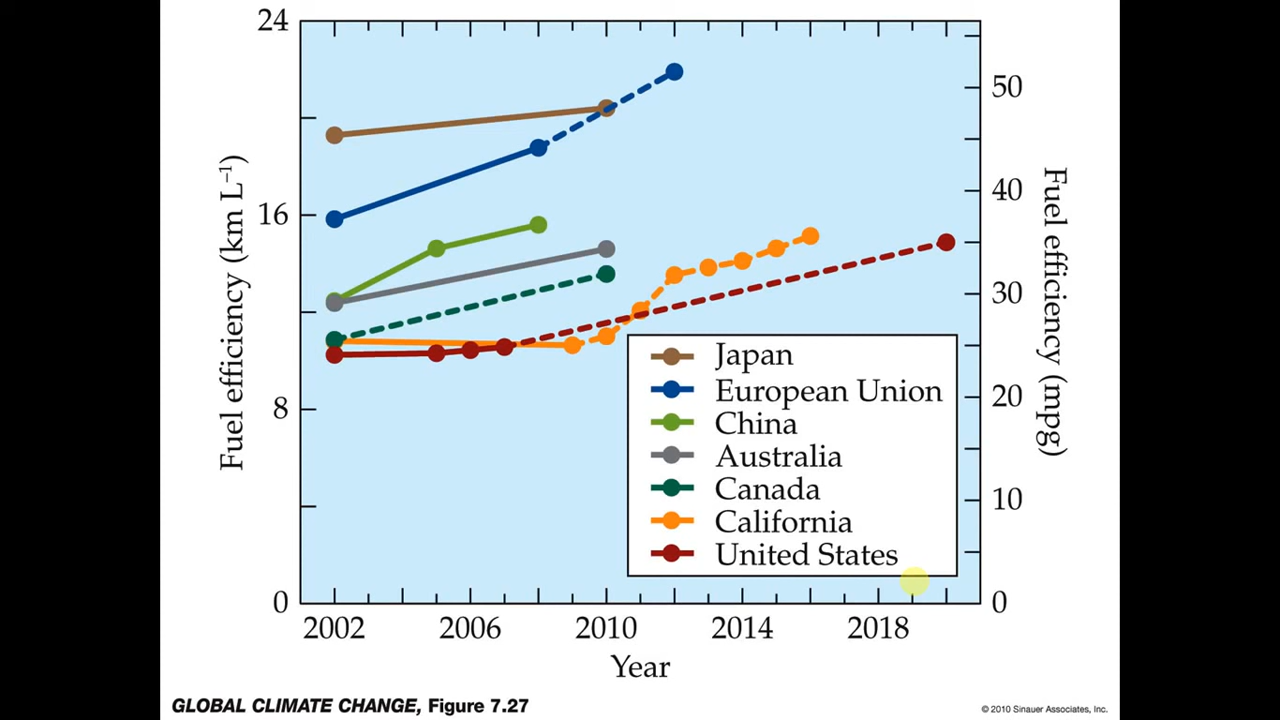 24
16
8
0
Fuel efficiency (km L⁻¹)
50
40
30
20
10
0
Fuel efficiency (mpg)
Japan
European Union
China
Australia
Canada
California
United States
2002 2006 2010 2014 2018
Year
GLOBAL CLIMATE CHANGE, Figure 7.27
© 2010 Sinauer Associates, Inc.